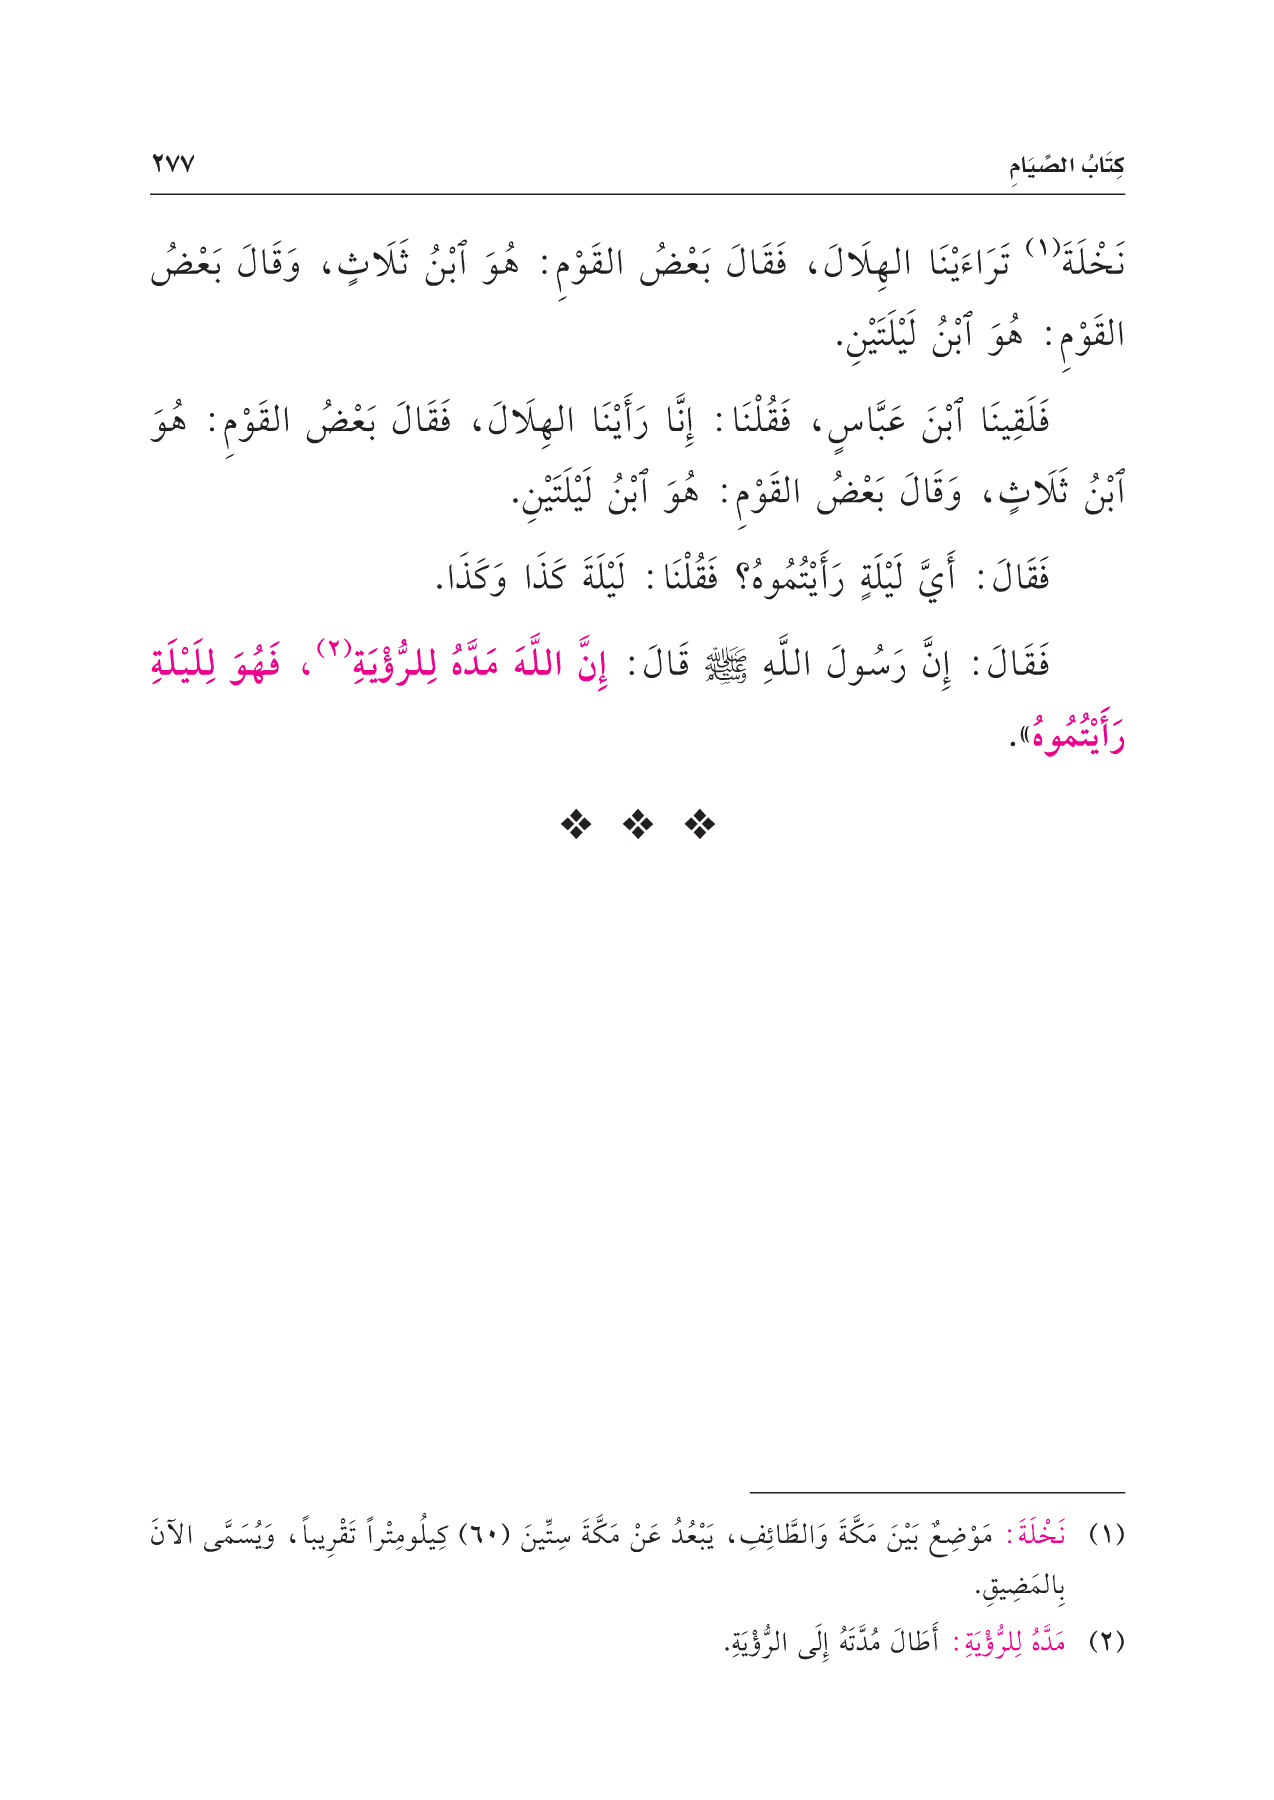 كِتَابُ الصِّيَامِ ٢٧٧
نَخْلَةَ(١) تَرَاءَيْنَا الهِلَالَ، فَقَالَ بَعْضُ القَوْمِ: هُوَ ٱبْنُ ثَلَاثٍ، وَقَالَ بَعْضُ
القَوْمِ: هُوَ ٱبْنُ لَيْلَتَيْنِ.
فَلَقِينَا ٱبْنَ عَبَّاسٍ، فَقُلْنَا: إِنَّا رَأَيْنَا الهِلَالَ، فَقَالَ بَعْضُ القَوْمِ: هُوَ
ٱبْنُ ثَلَاثٍ، وَقَالَ بَعْضُ القَوْمِ: هُوَ ٱبْنُ لَيْلَتَيْنِ.
فَقَالَ: أَيَّ لَيْلَةٍ رَأَيْتُمُوهُ؟ فَقُلْنَا: لَيْلَةَ كَذَا وَكَذَا.
فَقَالَ: إِنَّ رَسُولَ اللَّهِ ﷺ قَالَ: إِنَّ اللَّهَ مَدَّهُ لِلرُّؤْيَةِ(٢)، فَهُوَ لِلَيْلَةِ
رَأَيْتُمُوهُ».
(١) نَخْلَةَ: مَوْضِعٌ بَيْنَ مَكَّةَ وَالطَّائِفِ، يَبْعُدُ عَنْ مَكَّةَ سِتِّينَ (٦٠) كِيلُومِتْراً تَقْرِيباً، وَيُسَمَّى الآنَ
بِالمَضِيقِ.
(٢) مَدَّهُ لِلرُّؤْيَةِ: أَطَالَ مُدَّتَهُ إِلَى الرُّؤْيَةِ.